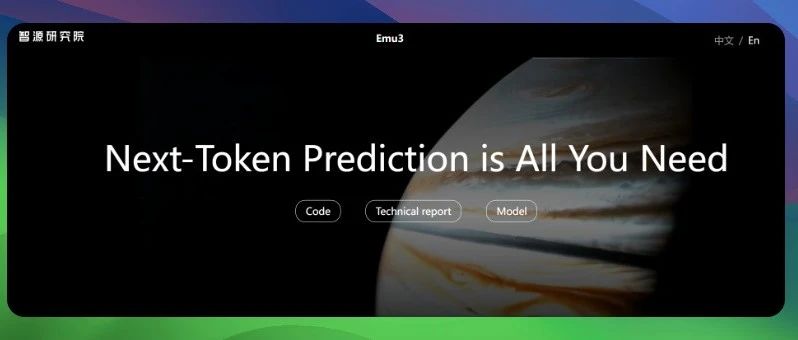 智源研究院
Emu3
中文 / En
Next-Token Prediction is All You Need
Code
Technical report
Model